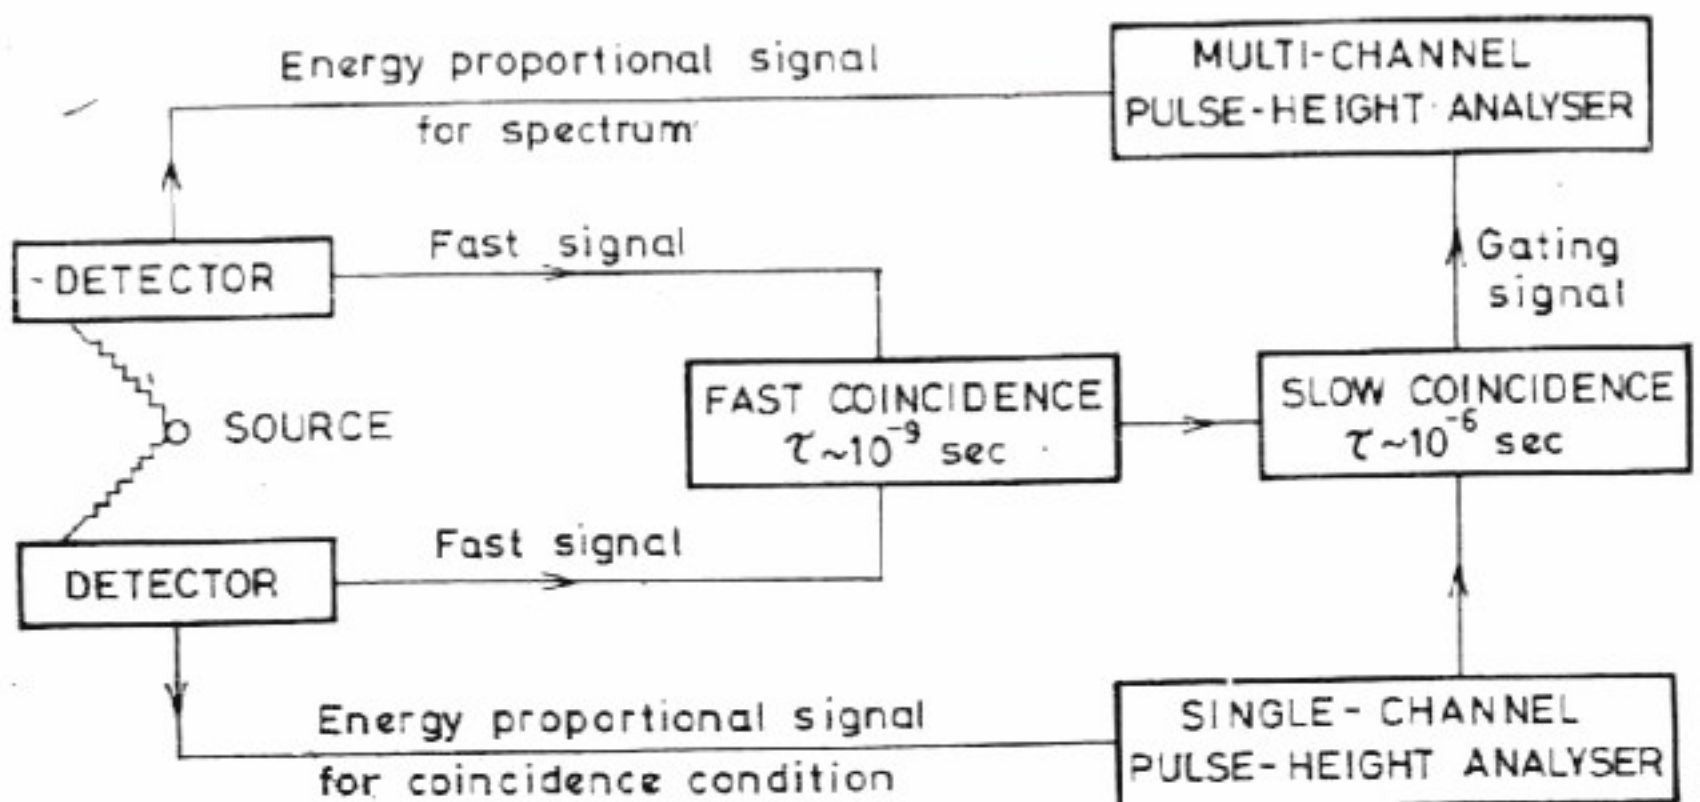 Energy proportional signal
for spectrum
MULTI-CHANNEL
PULSE-HEIGHT ANALYSER
DETECTOR
Fast signal
Gating
signal
SOURCE
FAST COINCIDENCE
τ~10⁻⁹ sec
SLOW COINCIDENCE
τ~10⁻⁶ sec
DETECTOR
Fast signal
Energy proportional signal
for coincidence condition
SINGLE-CHANNEL
PULSE-HEIGHT ANALYSER